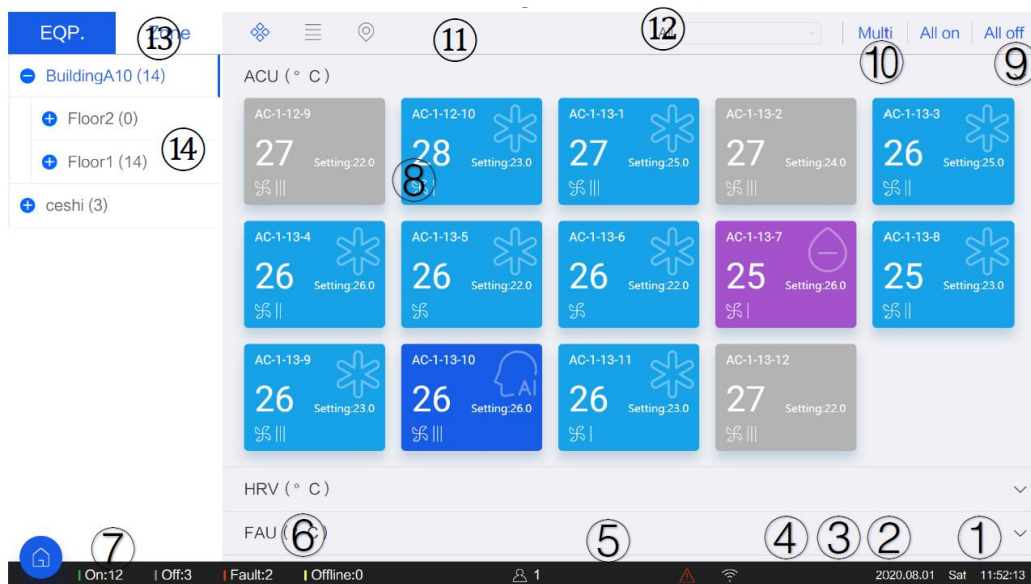 EQP.
Zone
⑬
⑪
⑫
All
Multi
All on
All off
⑩
⑨
BuildingA10 (14)
Floor2 (0)
Floor1 (14)
⑭
ceshi (3)
ACU (° C)
AC-1-12-9
27 Setting:22.0
AC-1-12-10
28 Setting:23.0
⑧
AC-1-13-1
27 Setting:25.0
AC-1-13-2
27 Setting:24.0
AC-1-13-3
26 Setting:25.0
AC-1-13-4
26 Setting:26.0
AC-1-13-5
26 Setting:22.0
AC-1-13-6
26 Setting:22.0
AC-1-13-7
25 Setting:26.0
AC-1-13-8
25 Setting:23.0
AC-1-13-9
26 Setting:23.0
AC-1-13-10
AI
26 Setting:26.0
AC-1-13-11
26 Setting:23.0
AC-1-13-12
27 Setting:22.0
HRV (° C)
FAU (° C)
⑦ ⑥ ⑤ ④ ③ ② ①
On:12 Off:3 Fault:2 Offline:0 1 2020.08.01 Sat 11:52:13